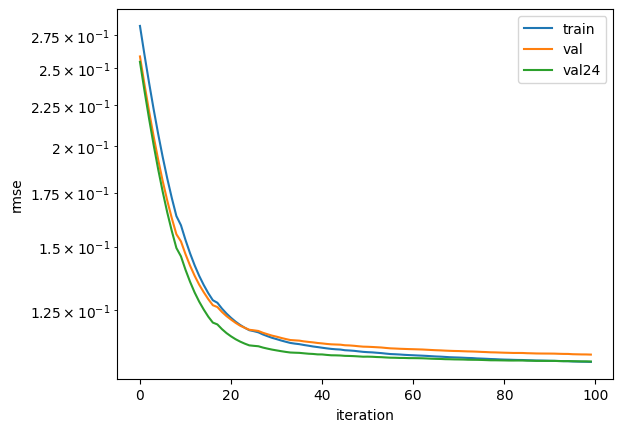 train
val
val24
2.75 × 10⁻¹
2.5 × 10⁻¹
2.25 × 10⁻¹
2 × 10⁻¹
1.75 × 10⁻¹
1.5 × 10⁻¹
1.25 × 10⁻¹
rmse
0 20 40 60 80 100
iteration